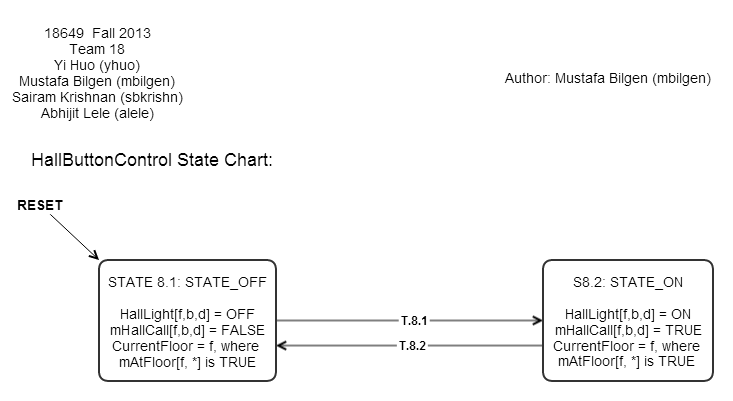 18649 Fall 2013
Team 18
Yi Huo (yhuo)
Mustafa Bilgen (mbilgen)
Sairam Krishnan (sbkrishn)
Abhijit Lele (alele)
Author: Mustafa Bilgen (mbilgen)
HallButtonControl State Chart:
RESET
STATE 8.1: STATE_OFF
HallLight[f,b,d] = OFF
mHallCall[f,b,d] = FALSE
CurrentFloor = f, where
mAtFloor[f, *] is TRUE
T.8.1
T.8.2
S8.2: STATE_ON
HallLight[f,b,d] = ON
mHallCall[f,b,d] = TRUE
CurrentFloor = f, where
mAtFloor[f, *] is TRUE